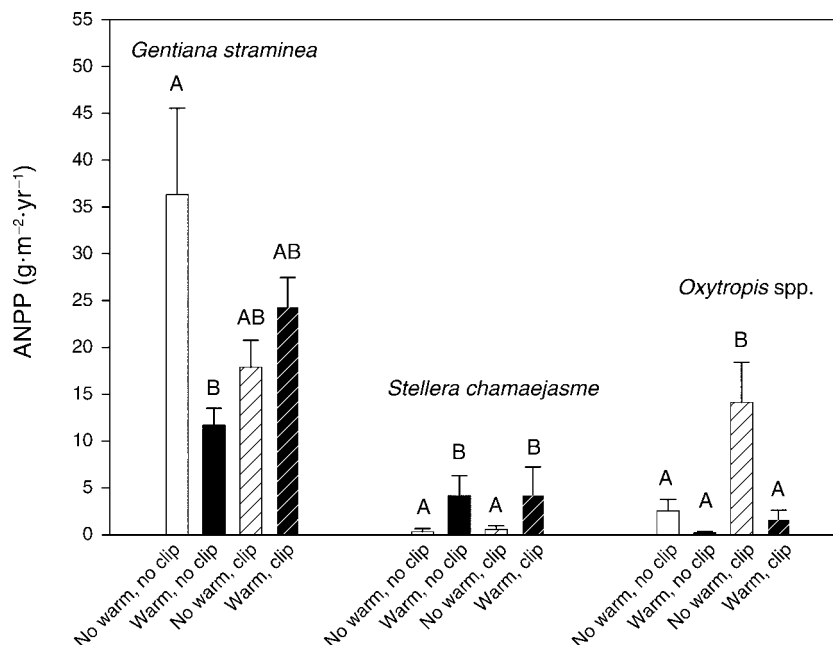 ANPP (g·m⁻²·yr⁻¹)
55
50
45
40
35
30
25
20
15
10
5
0
Gentiana straminea
A
B
AB
AB
Stellera chamaejasme
A
B
A
B
Oxytropis spp.
A
A
B
A
No warm, no clip
Warm, no clip
No warm, clip
Warm, clip
No warm, no clip
Warm, no clip
No warm, clip
Warm, clip
No warm, no clip
Warm, no clip
No warm, clip
Warm, clip